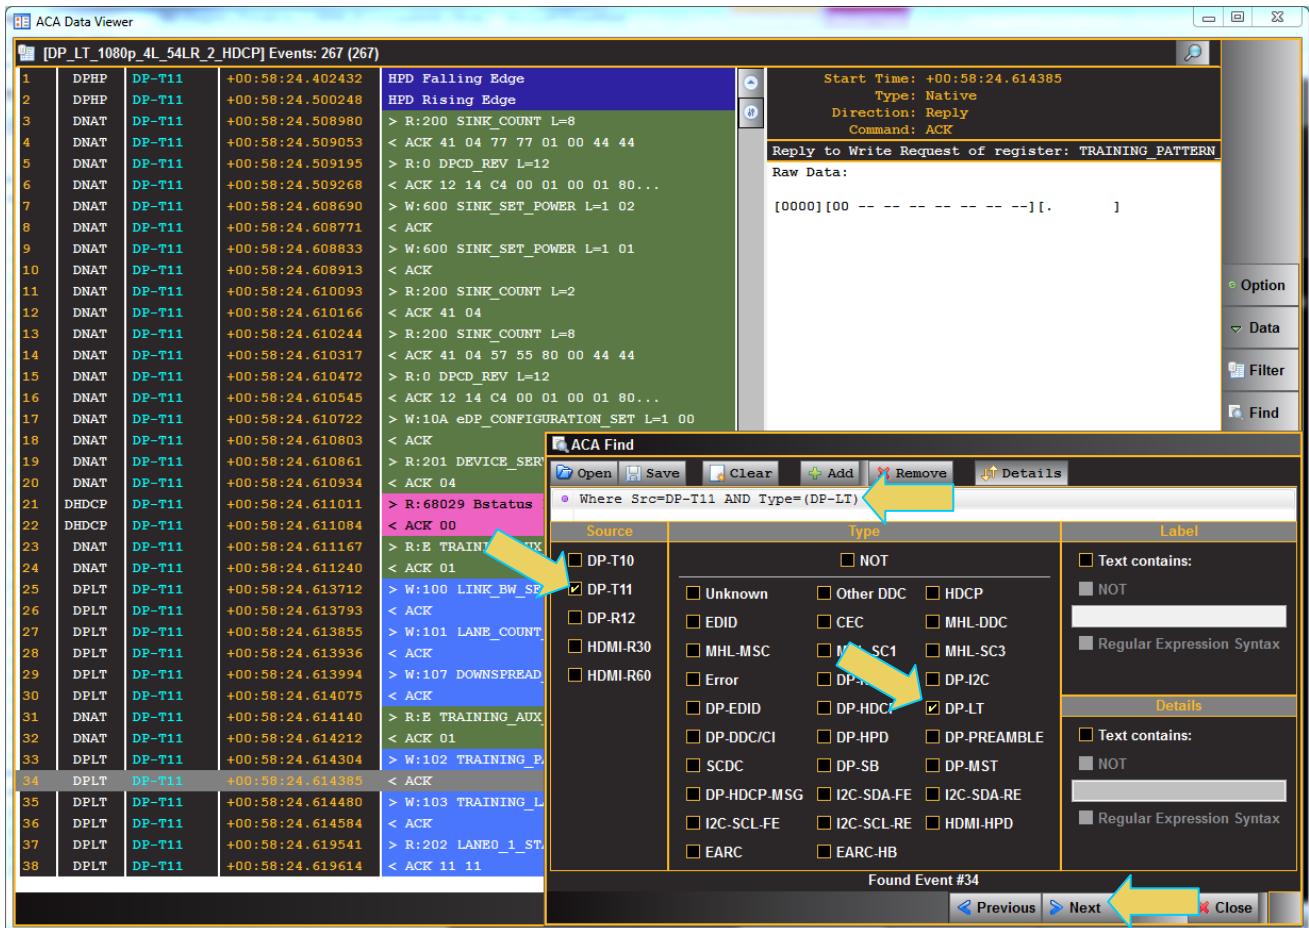 ACA Data Viewer
[DP_LT_1080p_4L_54LR_2_HDCP] Events: 267 (267)
1 DPHP DP-T11 +00:58:24.402432 HPD Falling Edge
2 DPHP DP-T11 +00:58:24.500248 HPD Rising Edge
3 DNAT DP-T11 +00:58:24.508980 > R:200 SINK_COUNT L=8
4 DNAT DP-T11 +00:58:24.509053 < ACK 41 04 77 77 01 00 44 44
5 DNAT DP-T11 +00:58:24.509195 > R:0 DPCD_REV L=12
6 DNAT DP-T11 +00:58:24.509268 < ACK 12 14 C4 00 01 00 01 80...
7 DNAT DP-T11 +00:58:24.608690 > W:600 SINK_SET_POWER L=1 02
8 DNAT DP-T11 +00:58:24.608771 < ACK
9 DNAT DP-T11 +00:58:24.608833 > W:600 SINK_SET_POWER L=1 01
10 DNAT DP-T11 +00:58:24.608913 < ACK
11 DNAT DP-T11 +00:58:24.610093 > R:200 SINK_COUNT L=2
12 DNAT DP-T11 +00:58:24.610166 < ACK 41 04
13 DNAT DP-T11 +00:58:24.610244 > R:200 SINK_COUNT L=8
14 DNAT DP-T11 +00:58:24.610317 < ACK 41 04 57 55 80 00 44 44
15 DNAT DP-T11 +00:58:24.610472 > R:0 DPCD_REV L=12
16 DNAT DP-T11 +00:58:24.610545 < ACK 12 14 C4 00 01 00 01 80...
17 DNAT DP-T11 +00:58:24.610722 > W:10A eDP_CONFIGURATION_SET L=1 00
18 DNAT DP-T11 +00:58:24.610803 < ACK
19 DNAT DP-T11 +00:58:24.610861 > R:201 DEVICE_SER
20 DNAT DP-T11 +00:58:24.610934 < ACK 04
21 DHDCP DP-T11 +00:58:24.611011 > R:68029 Bstatus
22 DHDCP DP-T11 +00:58:24.611084 < ACK 00
23 DNAT DP-T11 +00:58:24.611167 > R:E TRAIN
24 DNAT DP-T11 +00:58:24.611240 < ACK 01
25 DPLT DP-T11 +00:58:24.613712 > W:100 LINK_BW_SE
26 DPLT DP-T11 +00:58:24.613793 < ACK
27 DPLT DP-T11 +00:58:24.613855 > W:101 LANE_COUNT
28 DPLT DP-T11 +00:58:24.613936 < ACK
29 DPLT DP-T11 +00:58:24.613994 > W:107 DOWNSPREAD
30 DPLT DP-T11 +00:58:24.614075 < ACK
31 DNAT DP-T11 +00:58:24.614140 > R:E TRAINING_AUX
32 DNAT DP-T11 +00:58:24.614212 < ACK 01
33 DPLT DP-T11 +00:58:24.614304 > W:102 TRAINING_P
34 DPLT DP-T11 +00:58:24.614385 < ACK
35 DPLT DP-T11 +00:58:24.614480 > W:103 TRAINING_L
36 DPLT DP-T11 +00:58:24.614584 < ACK
37 DPLT DP-T11 +00:58:24.619541 > R:202 LANE0_1_ST
38 DPLT DP-T11 +00:58:24.619614 < ACK 11 11
Start Time: +00:58:24.614385
Type: Native
Direction: Reply
Command: ACK
Reply to Write Request of register: TRAINING_PATTERN_
Raw Data:
[0000][00 -- -- -- -- -- -- --][. ]
Option
Data
Filter
Find
ACA Find
Open Save Clear Add Remove Details
Where Src=DP-T11 AND Type=(DP-LT)
Source
DP-T10
DP-T11
DP-R12
HDMI-R30
HDMI-R60
Type
NOT
Unknown Other DDC HDCP
EDID CEC MHL-DDC
MHL-MSC MHL-SC1 MHL-SC3
Error DP-I2C
DP-EDID DP-HDCP DP-LT
DP-DDC/CI DP-HPD DP-PREAMBLE
SCDC DP-SB DP-MST
DP-HDCP-MSG I2C-SDA-FE I2C-SDA-RE
I2C-SCL-FE I2C-SCL-RE HDMI-HPD
EARC EARC-HB
Label
Text contains:
NOT
Regular Expression Syntax
Details
Text contains:
NOT
Regular Expression Syntax
Found Event #34
Previous Next Close